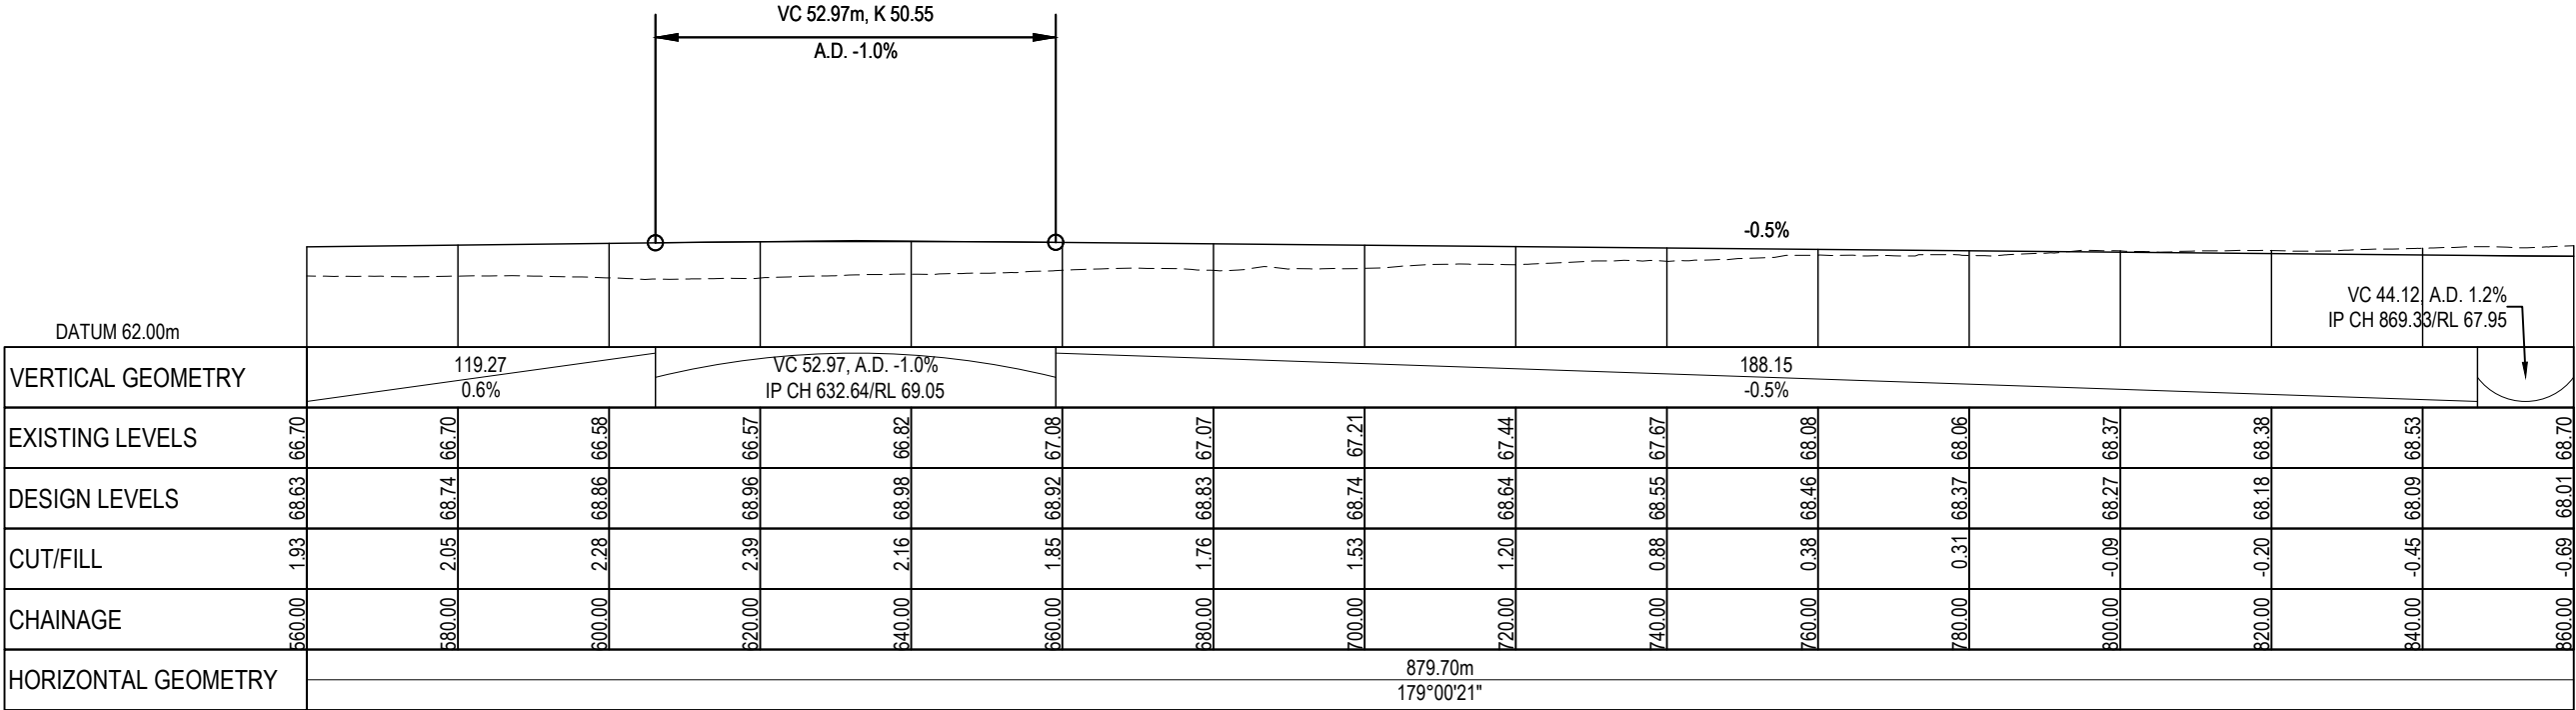 VC 52.97m, K 50.55
A.D. -1.0%
-0.5%
VC 44.12, A.D. 1.2%
IP CH 869.33/RL 67.95
DATUM 62.00m
VERTICAL GEOMETRY
119.27
0.6%
VC 52.97, A.D. -1.0%
IP CH 632.64/RL 69.05
188.15
-0.5%
EXISTING LEVELS 66.70 66.70 66.58 66.57 66.82 67.08 67.07 67.21 67.44 67.67 68.08 68.06 68.37 68.38 68.53 68.70
DESIGN LEVELS 68.63 68.74 68.86 68.96 68.98 68.92 68.83 68.74 68.64 68.55 68.46 68.37 68.27 68.18 68.09 68.01
CUT/FILL 1.93 2.05 2.28 2.39 2.16 1.85 1.76 1.53 1.20 0.88 0.38 0.31 -0.09 -0.20 -0.45 -0.69
CHAINAGE 560.00 580.00 600.00 620.00 640.00 660.00 680.00 700.00 720.00 740.00 760.00 780.00 800.00 820.00 840.00 860.00
HORIZONTAL GEOMETRY
879.70m
179°00'21"